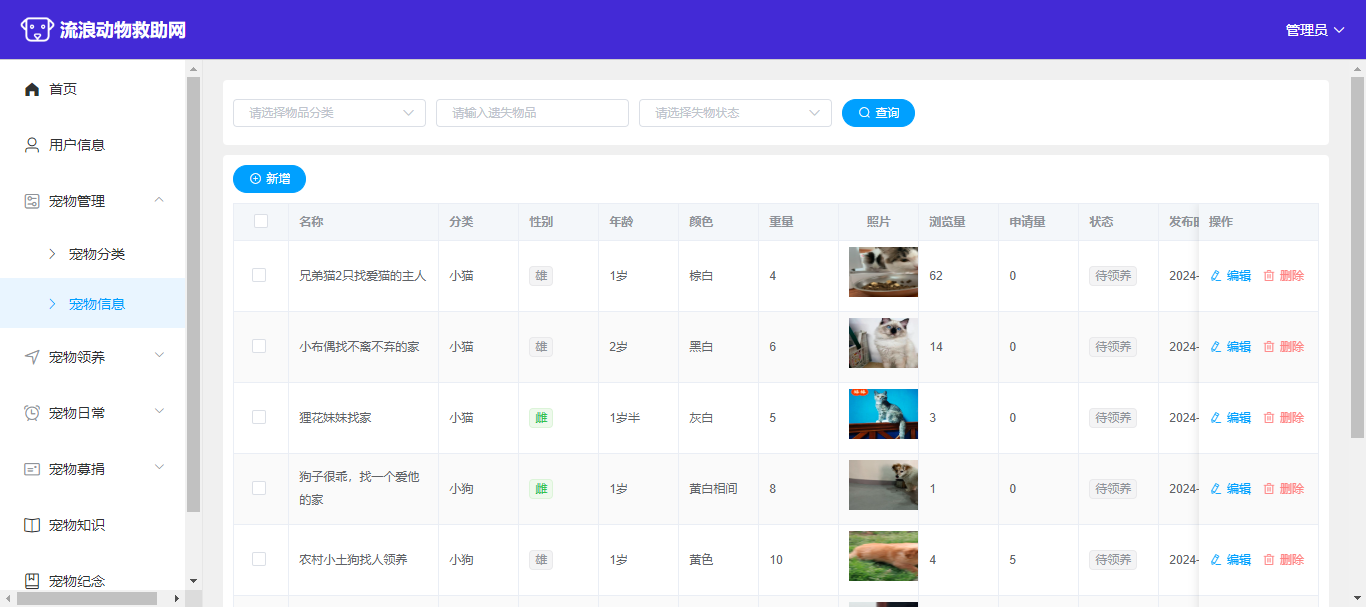 流浪动物救助网
管理员
首页
用户信息
宠物管理
宠物分类
宠物信息
宠物领养
宠物日常
宠物募捐
宠物知识
宠物纪念
请选择物品分类 请输入遗失物品 请选择失物状态 查询
新增
名称 分类 性别 年龄 颜色 重量 照片 浏览量 申请量 状态 发布时 操作
兄弟猫2只找爱猫的主人 小猫 雄 1岁 棕白 4 62 0 待领养 2024- 编辑 删除
小布偶找不离不弃的家 小猫 雄 2岁 黑白 6 14 0 待领养 2024- 编辑 删除
狸花妹妹找家 小猫 雌 1岁半 灰白 5 3 0 待领养 2024- 编辑 删除
狗子很乖，找一个爱他
的家 小狗 雌 1岁 黄白相间 8 1 0 待领养 2024- 编辑 删除
农村小土狗找人领养 小狗 雄 1岁 黄色 10 4 5 待领养 2024- 编辑 删除